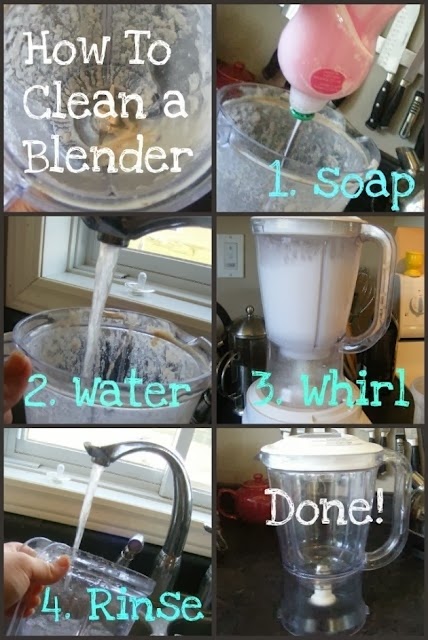 How To
Clean a
Blender
1. Soap
2. Water
3. Whirl
4. Rinse
Done!